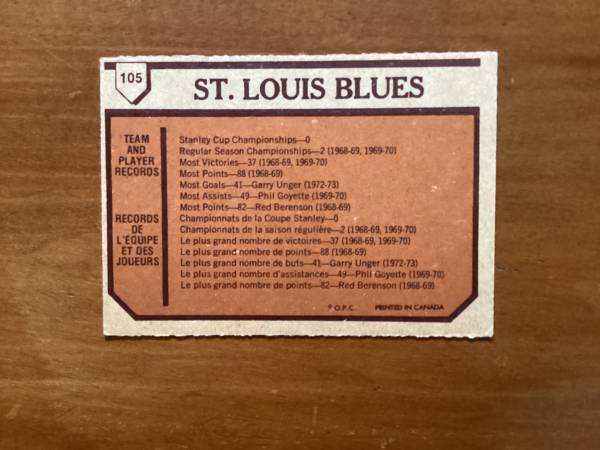 105
ST. LOUIS BLUES
TEAM
AND
PLAYER
RECORDS
Stanley Cup Championships—0
Regular Season Championships—2 (1968-69, 1969-70)
Most Victories—37 (1968-69, 1969-70)
Most Points—88 (1968-69)
Most Goals—41—Garry Unger (1972-73)
Most Assists—49—Phil Goyette (1969-70)
Most Points—82—Red Berenson (1968-69)
RECORDS
DE
L'ÉQUIPE
ET DES
JOUEURS
Championnats de la Coupe Stanley—0
Championnats de la saison régulière—2 (1968-69, 1969-70)
Le plus grand nombre de victoires—37 (1968-69, 1969-70)
Le plus grand nombre de points—88 (1968-69)
Le plus grand nombre de buts—41—Garry Unger (1972-73)
Le plus grand nombre d'assistances—49—Phil Goyette (1969-70)
Le plus grand nombre de points—82—Red Berenson (1968-69)
© O.P.C. PRINTED IN CANADA